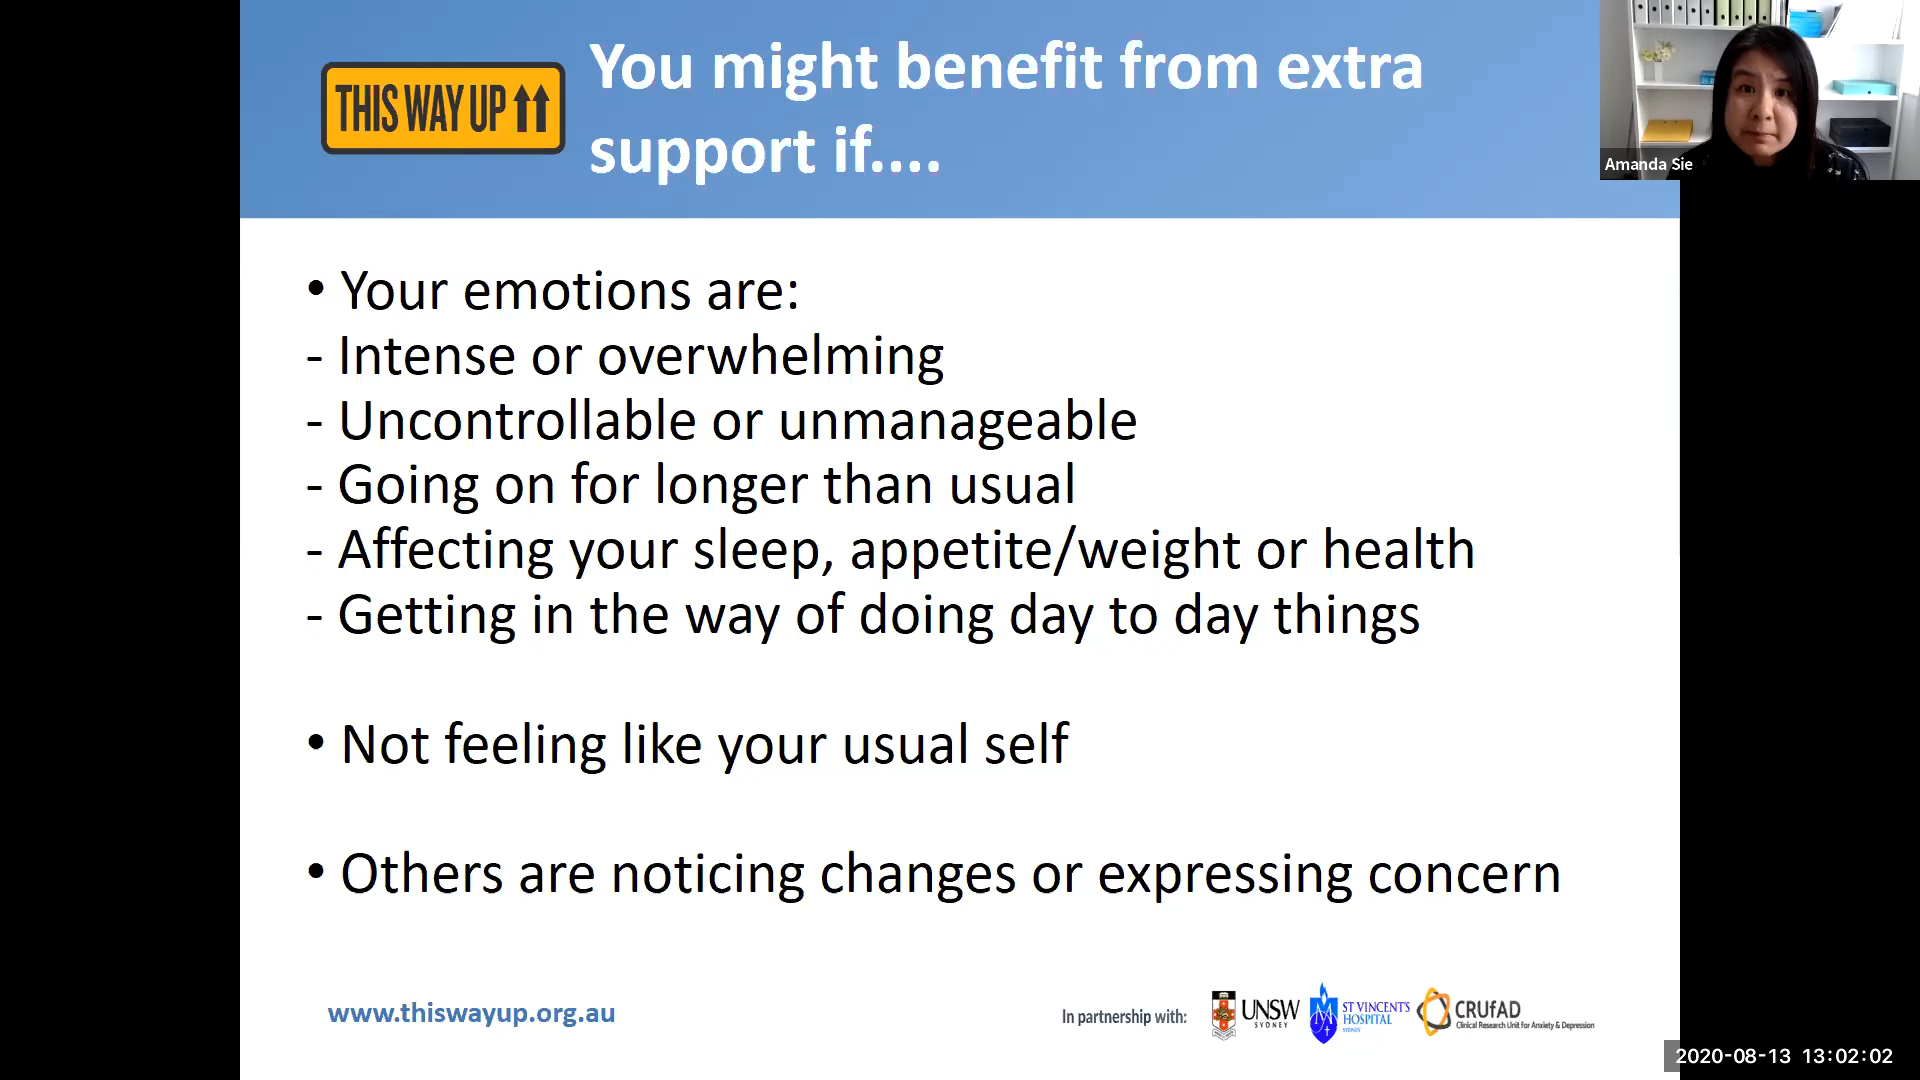 THIS WAY UP
You might benefit from extra
support if....
Amanda Sie
• Your emotions are:
- Intense or overwhelming
- Uncontrollable or unmanageable
- Going on for longer than usual
- Affecting your sleep, appetite/weight or health
- Getting in the way of doing day to day things
• Not feeling like your usual self
• Others are noticing changes or expressing concern
www.thiswayup.org.au
In partnership with:
UNSW
SYDNEY
ST VINCENT'S
HOSPITAL
SYDNEY
CRUfAD
Clinical Research Unit for Anxiety & Depression
2020-08-13 13:02:02